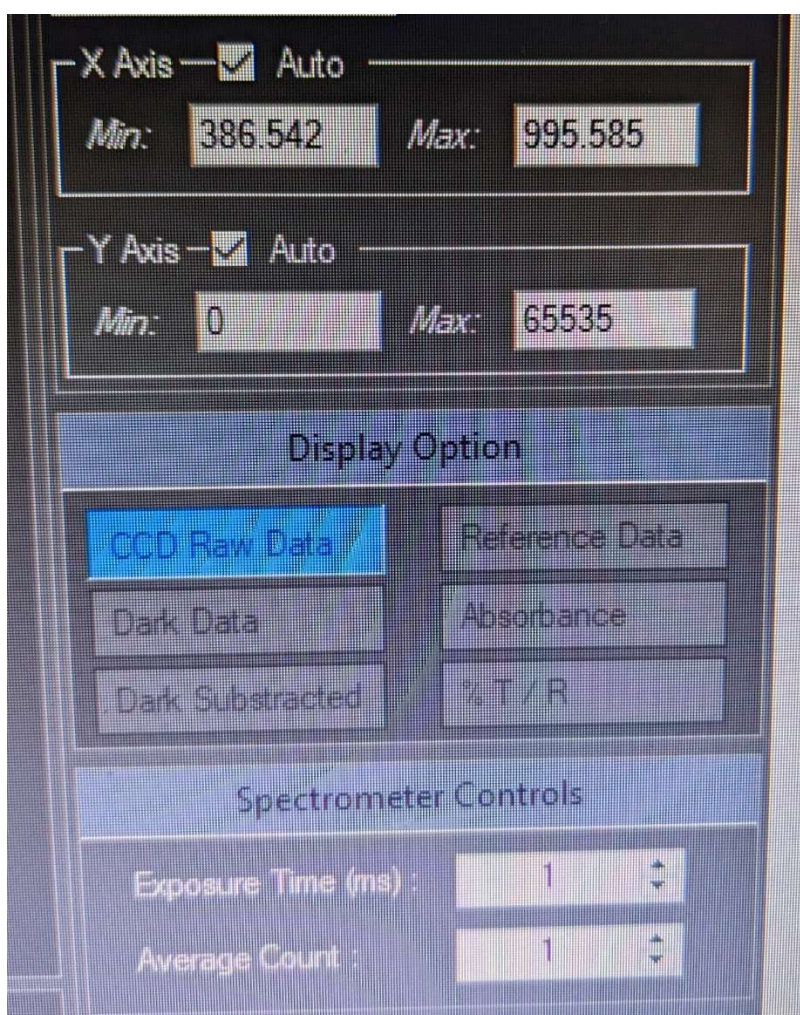 X Axis Auto
Min: 386.542 Max: 995.585
Y Axis Auto
Min: 0 Max: 65535
Display Option
CCD Raw Data Reference Data
Dark Data Absorbance
Dark Substracted % T / R
Spectrometer Controls
Exposure Time (ms) : 1
Average Count : 1